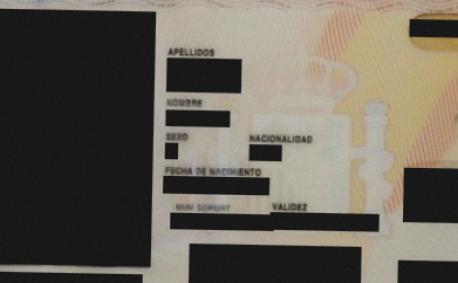 APELLIDOS
NOMBRE
SEXO NACIONALIDAD
FECHA DE NACIMIENTO
NUM SOPORT VALIDEZ